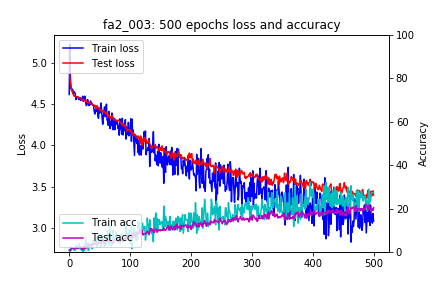 fa2_003: 500 epochs loss and accuracy
Train loss
Test loss
Train acc
Test acc
Loss
5.0
4.5
4.0
3.5
3.0
Accuracy
100
80
60
40
20
0
0
100
200
300
400
500